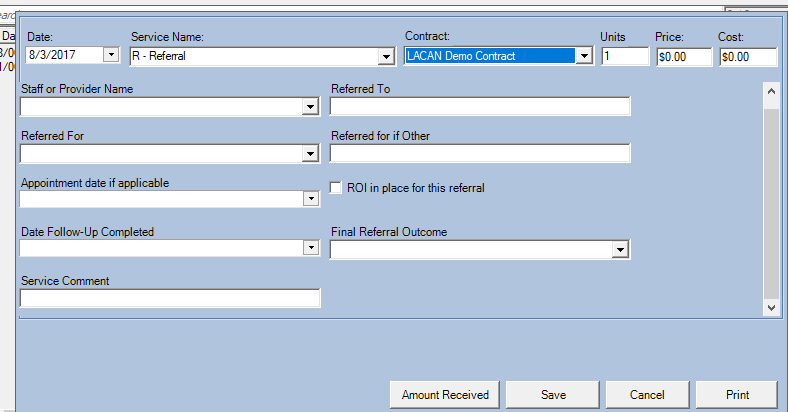 Date: Service Name: Contract: Units Price: Cost:
8/3/2017 R - Referral LACAN Demo Contract 1 $0.00 $0.00
Staff or Provider Name Referred To
Referred For Referred for if Other
Appointment date if applicable ROI in place for this referral
Date Follow-Up Completed Final Referral Outcome
Service Comment
Amount Received Save Cancel Print